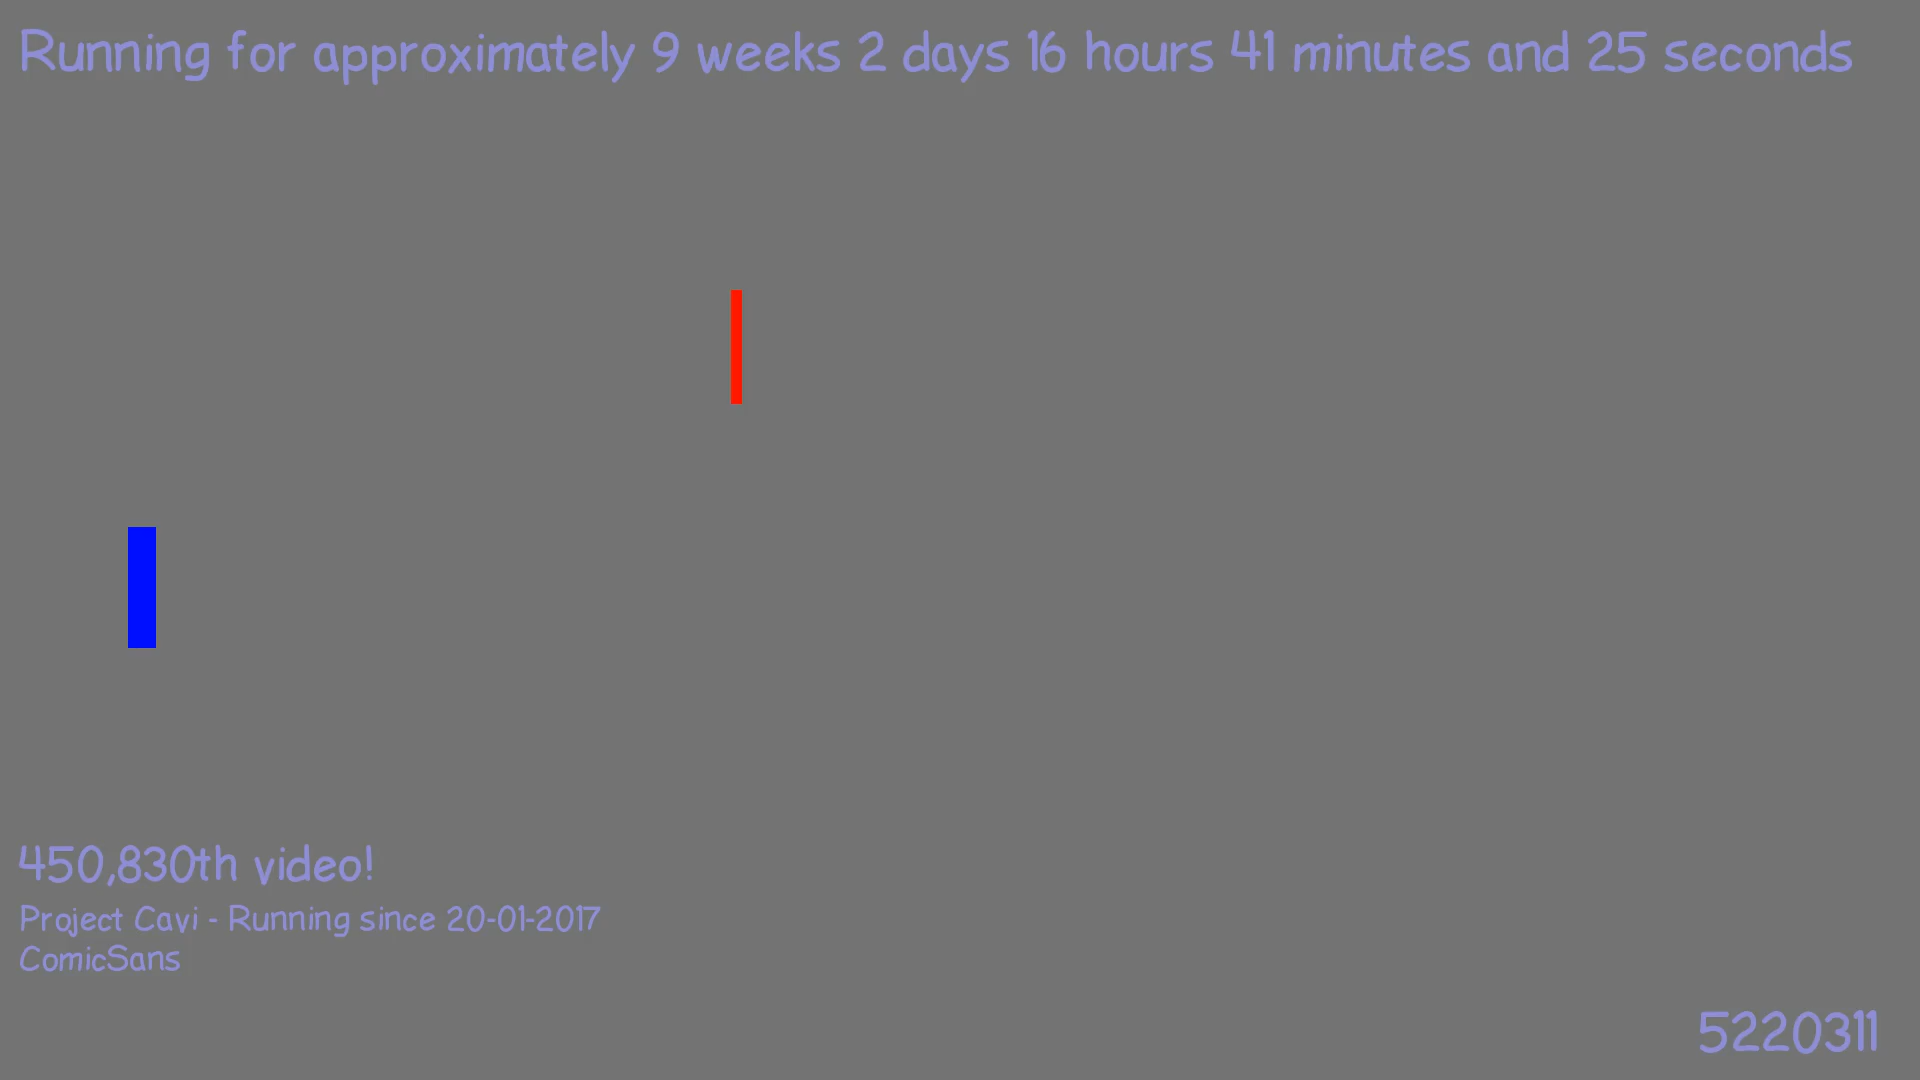 Running for approximately 9 weeks 2 days 16 hours 41 minutes and 25 seconds
450,830th video!
Project Cavi - Running since 20-01-2017
ComicSans
5220311